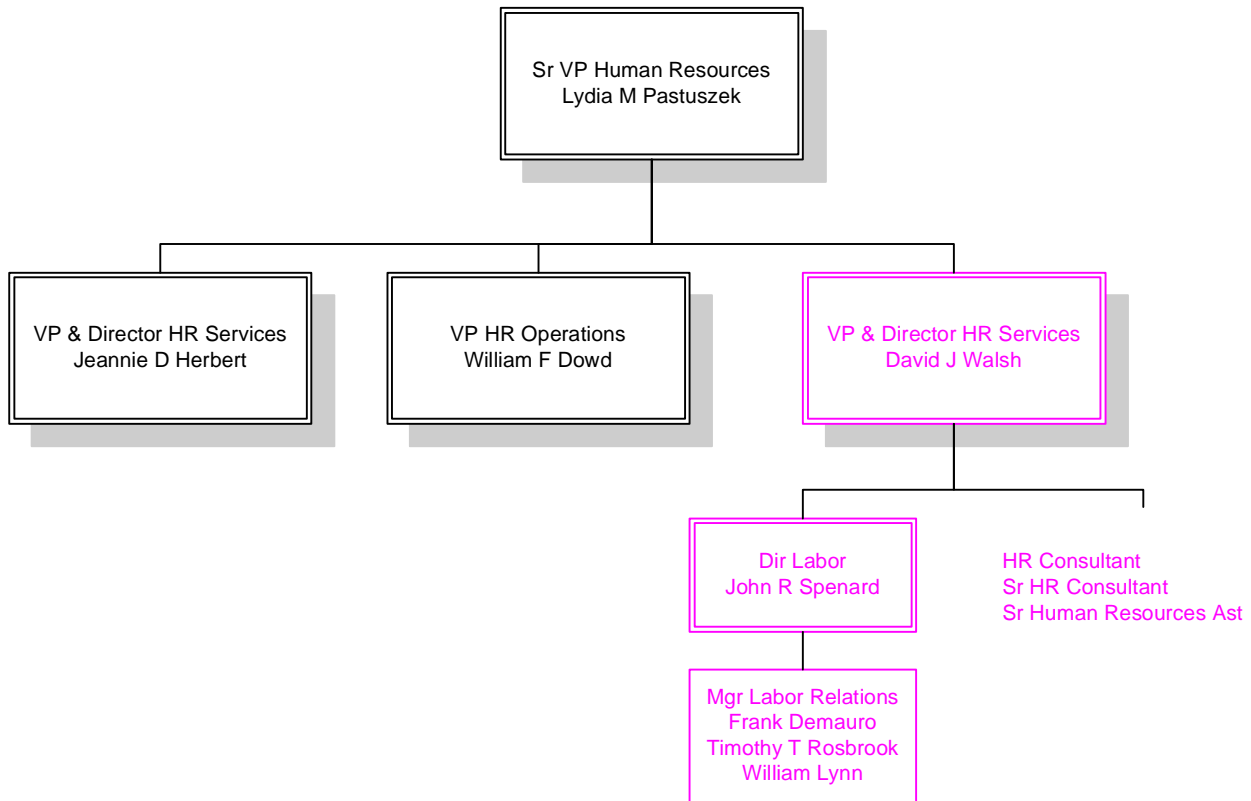 Sr VP Human Resources
Lydia M Pastuszek
VP & Director HR Services
Jeannie D Herbert
VP HR Operations
William F Dowd
VP & Director HR Services
David J Walsh
Dir Labor
John R Spenard
HR Consultant
Sr HR Consultant
Sr Human Resources Ast
Mgr Labor Relations
Frank Demauro
Timothy T Rosbrook
William Lynn